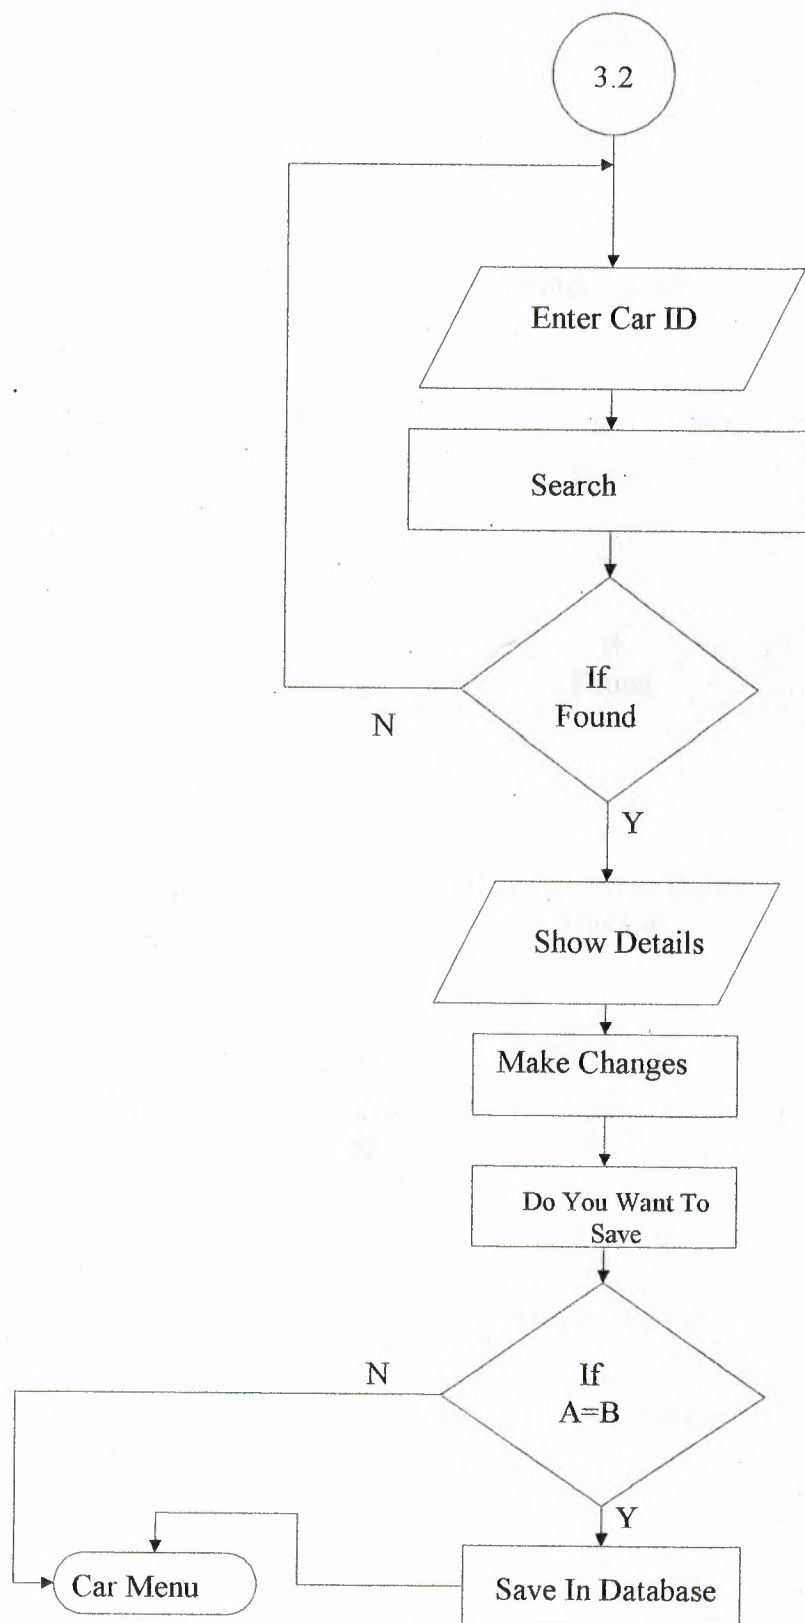 3.2
Enter Car ID
Search
If
Found
N
Y
Show Details
Make Changes
Do You Want To
Save
If
A=B
N
Y
Car Menu
Save In Database